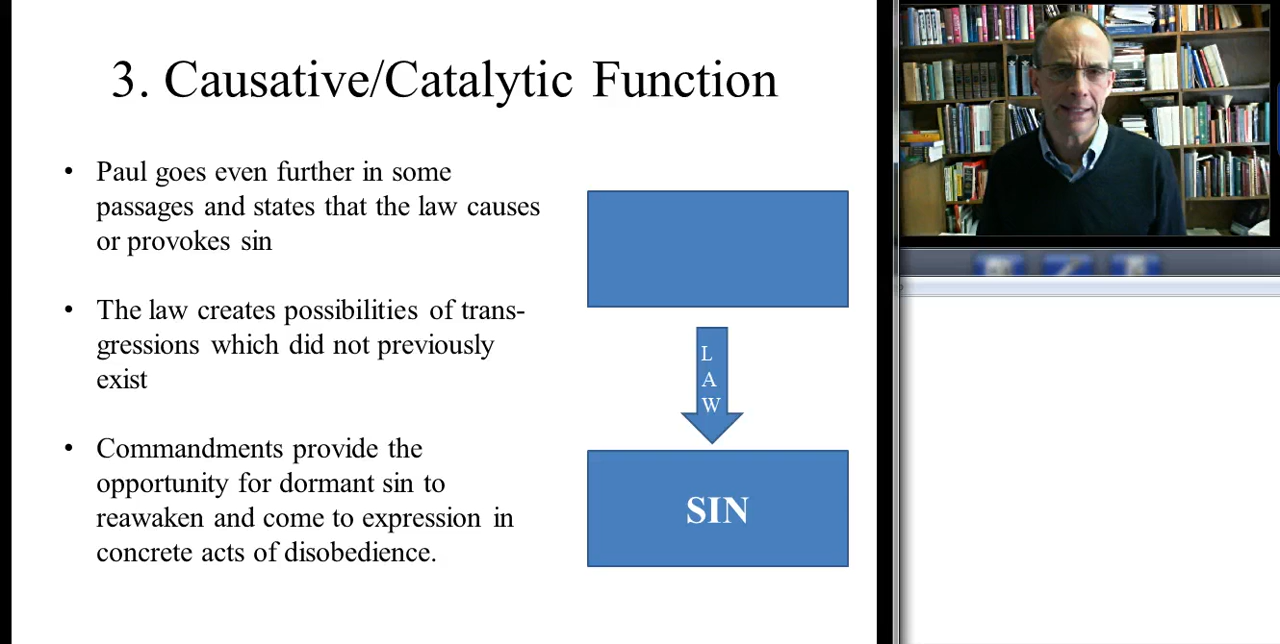 3. Causative/Catalytic Function
• Paul goes even further in some
passages and states that the law causes
or provokes sin
• The law creates possibilities of trans-
gressions which did not previously
exist
• Commandments provide the
opportunity for dormant sin to
reawaken and come to expression in
concrete acts of disobedience.
L
A
W
SIN